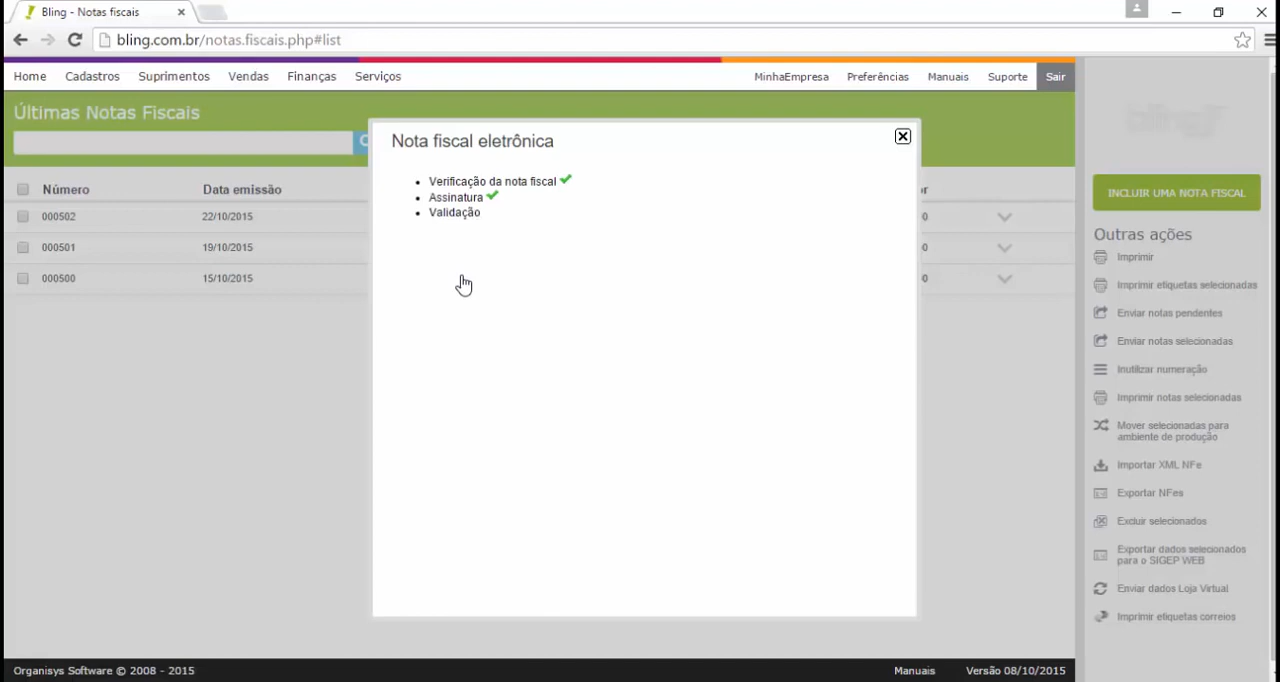 Bling - Notas fiscais
bling.com.br/notas.fiscais.php#list
Home Cadastros Suprimentos Vendas Finanças Serviços MinhaEmpresa Preferências Manuais Suporte Sair
Últimas Notas Fiscais
bling!
Número Data emissão
000502 22/10/2015 0
000501 19/10/2015 0
000500 15/10/2015 0
Nota fiscal eletrônica
• Verificação da nota fiscal
• Assinatura
• Validação
INCLUIR UMA NOTA FISCAL
Outras ações
Imprimir
Imprimir etiquetas selecionadas
Enviar notas pendentes
Enviar notas selecionadas
Inutilizar numeração
Imprimir notas selecionadas
Mover selecionadas para
ambiente de produção
Importar XML NFe
Exportar NFes
Excluir selecionados
Exportar dados selecionados
para o SIGEP WEB
Enviar dados Loja Virtual
Imprimir etiquetas correios
Organisys Software © 2008 - 2015 Manuais Versão 08/10/2015